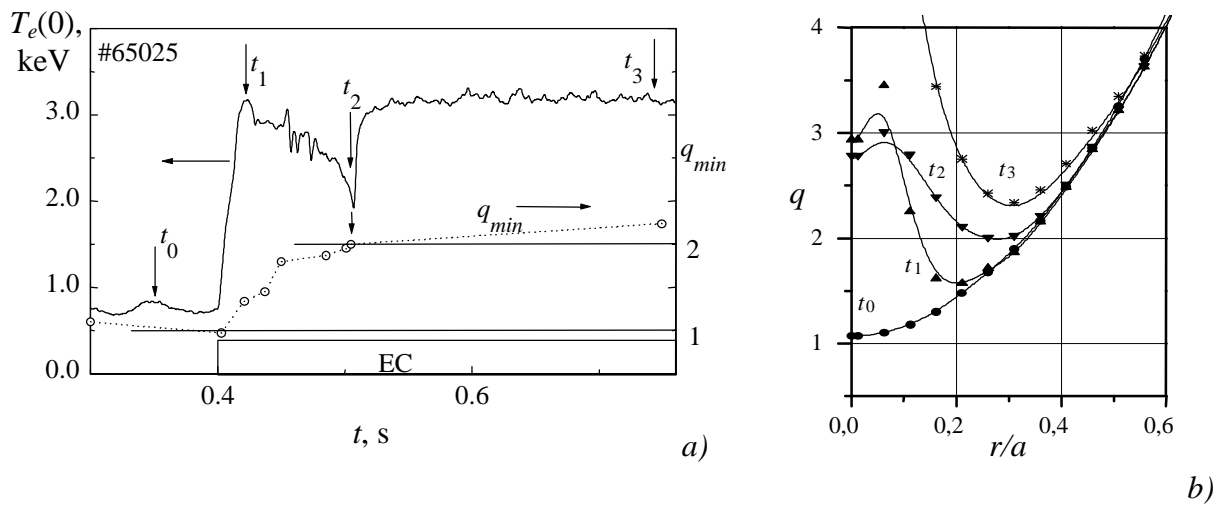 T_e(0),
keV
#65025
t_1
t_2
t_3
t_0
3.0
2.0
1.0
0.0
q_min
q_min
2
1
EC
0.4
0.6
t, s
a)
4
3
2
1
q
t_3
t_2
t_1
t_0
0,0
0,2
0,4
0,6
r/a
b)